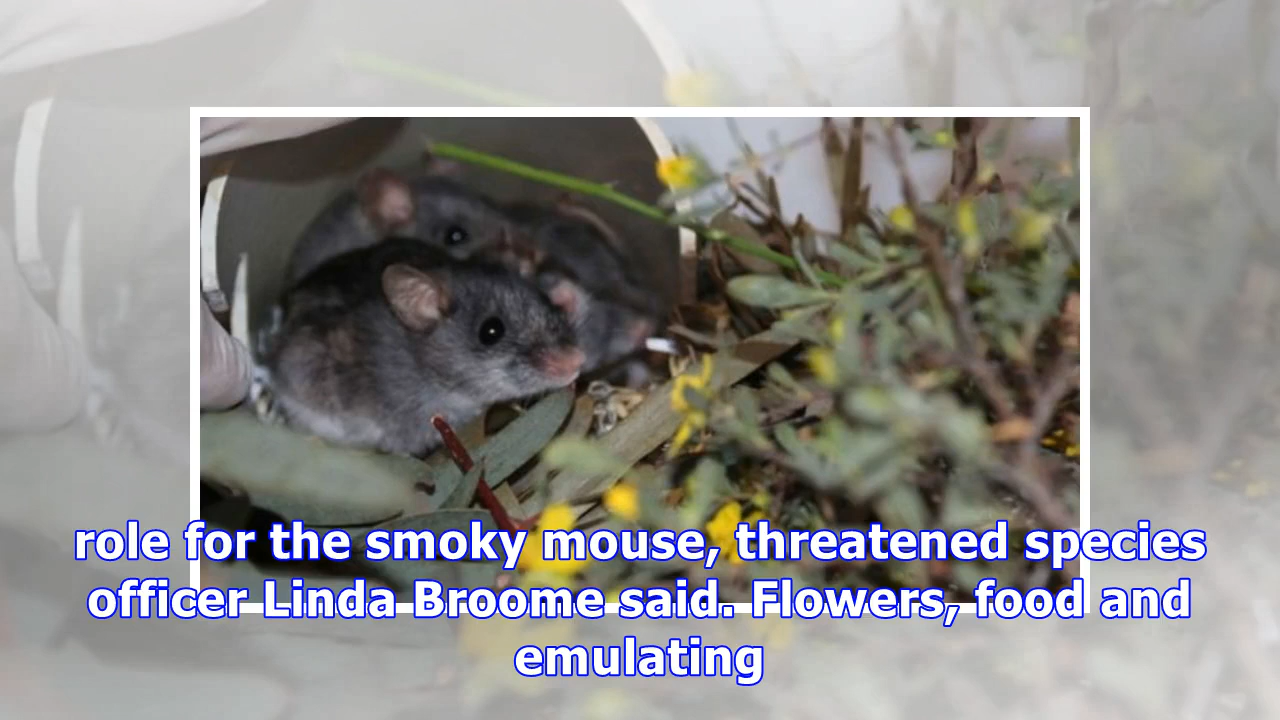 role for the smoky mouse, threatened species
officer Linda Broome said. Flowers, food and
emulating